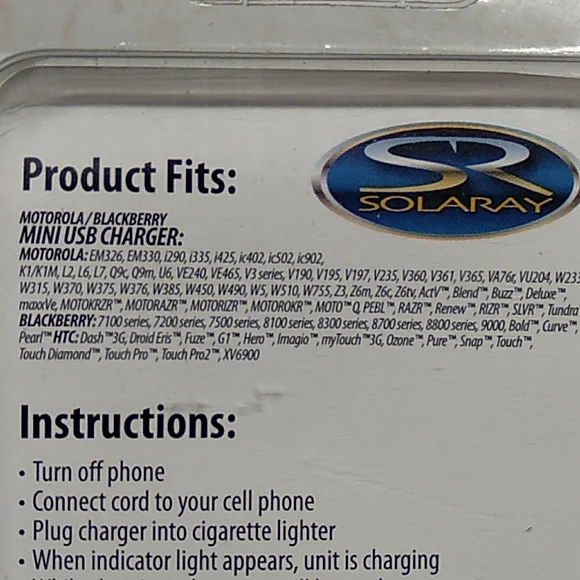 SR
SOLARAY
Product Fits:
MOTOROLA/BLACKBERRY
MINI USB CHARGER:
MOTOROLA: EM326, EM330, i290, i335, i425, ic402, ic502, ic902,
K1/K1M, L2, L6, L7, Q9c, Q9m, U6, VE240, VE465, V3 series, V190, V195, V197, V235, V360, V361, V365, VA76r, VU204, W233
W315, W370, W375, W376, W385, W450, W490, W5, W510, W755, Z3, Z6m, Z6c, Z6tv, ActV™, Blend™, Buzz™, Deluxe™,
maxxVe, MOTOKRZR™, MOTORAZR™, MOTORIZR™, MOTOROKR™, MOTO™Q, PEBL™, RAZR™, Renew™, RIZR™, SLVR™, Tundra
BLACKBERRY: 7100 series, 7200 series, 7500 series, 8100 series, 8300 series, 8700 series, 8800 series, 9000, Bold™, Curve™,
Pearl™ HTC: Dash™3G, Droid Eris™, Fuze™, G1™, Hero™, Imagio™, myTouch™3G, Ozone™, Pure™, Snap™, Touch™,
Touch Diamond™, Touch Pro™, Touch Pro2™, XV6900
Instructions:
• Turn off phone
• Connect cord to your cell phone
• Plug charger into cigarette lighter
• When indicator light appears, unit is charging